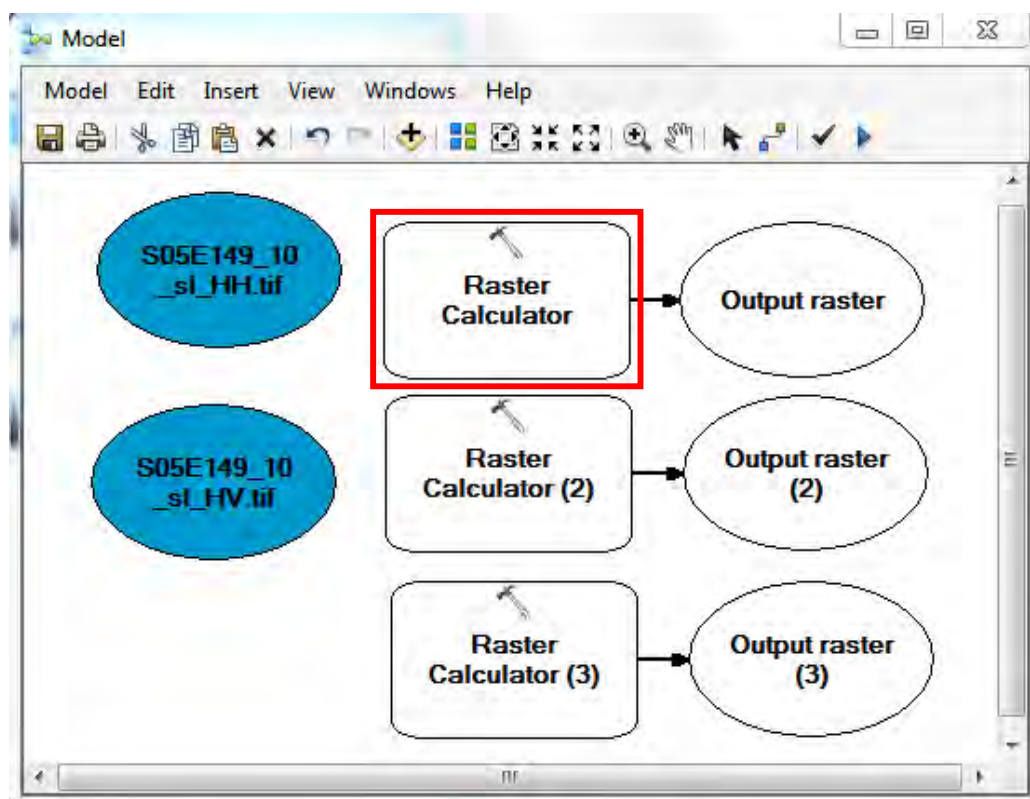 Model
Model Edit Insert View Windows Help
S05E149_10
_sl_HH.tif
Raster
Calculator
Output raster
S05E149_10
_sl_HV.tif
Raster
Calculator (2)
Output raster
(2)
Raster
Calculator (3)
Output raster
(3)